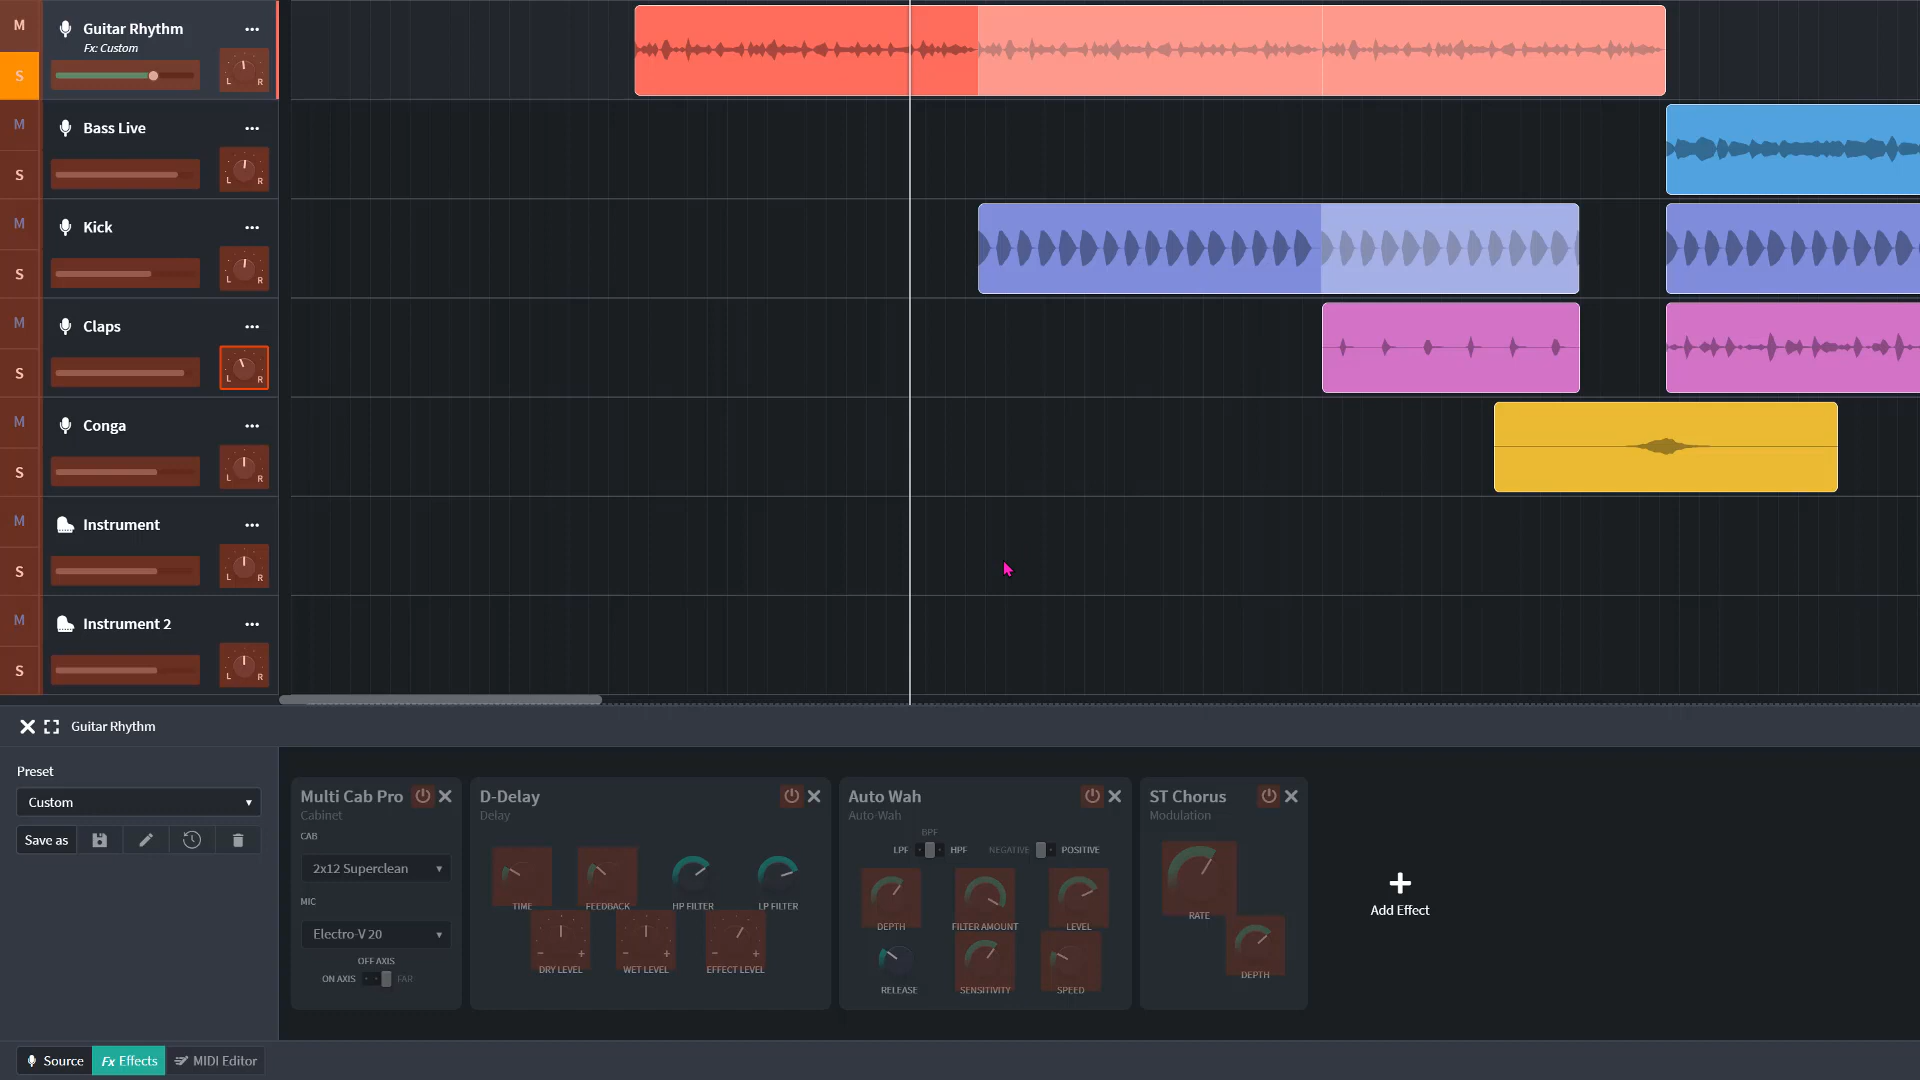 M
Guitar Rhythm
Fx: Custom
S
L R
M
Bass Live
S
L R
M
Kick
S
L R
M
Claps
S
L R
M
Conga
S
L R
M
Instrument
S
L R
M
Instrument 2
S
L R
Guitar Rhythm
Preset
Custom
Save as
Multi Cab Pro
Cabinet
CAB
2x12 Superclean
MIC
Electro-V 20
OFF AXIS
ON AXIS FAR
D-Delay
Delay
TIME FEEDBACK HP FILTER LP FILTER
- + - + - +
DRY LEVEL WET LEVEL EFFECT LEVEL
Auto Wah
Auto-Wah
BPF
LPF HPF NEGATIVE POSITIVE
DEPTH FILTER AMOUNT LEVEL
RELEASE SENSITIVITY SPEED
ST Chorus
Modulation
RATE
DEPTH
Add Effect
Source Fx Effects MIDI Editor